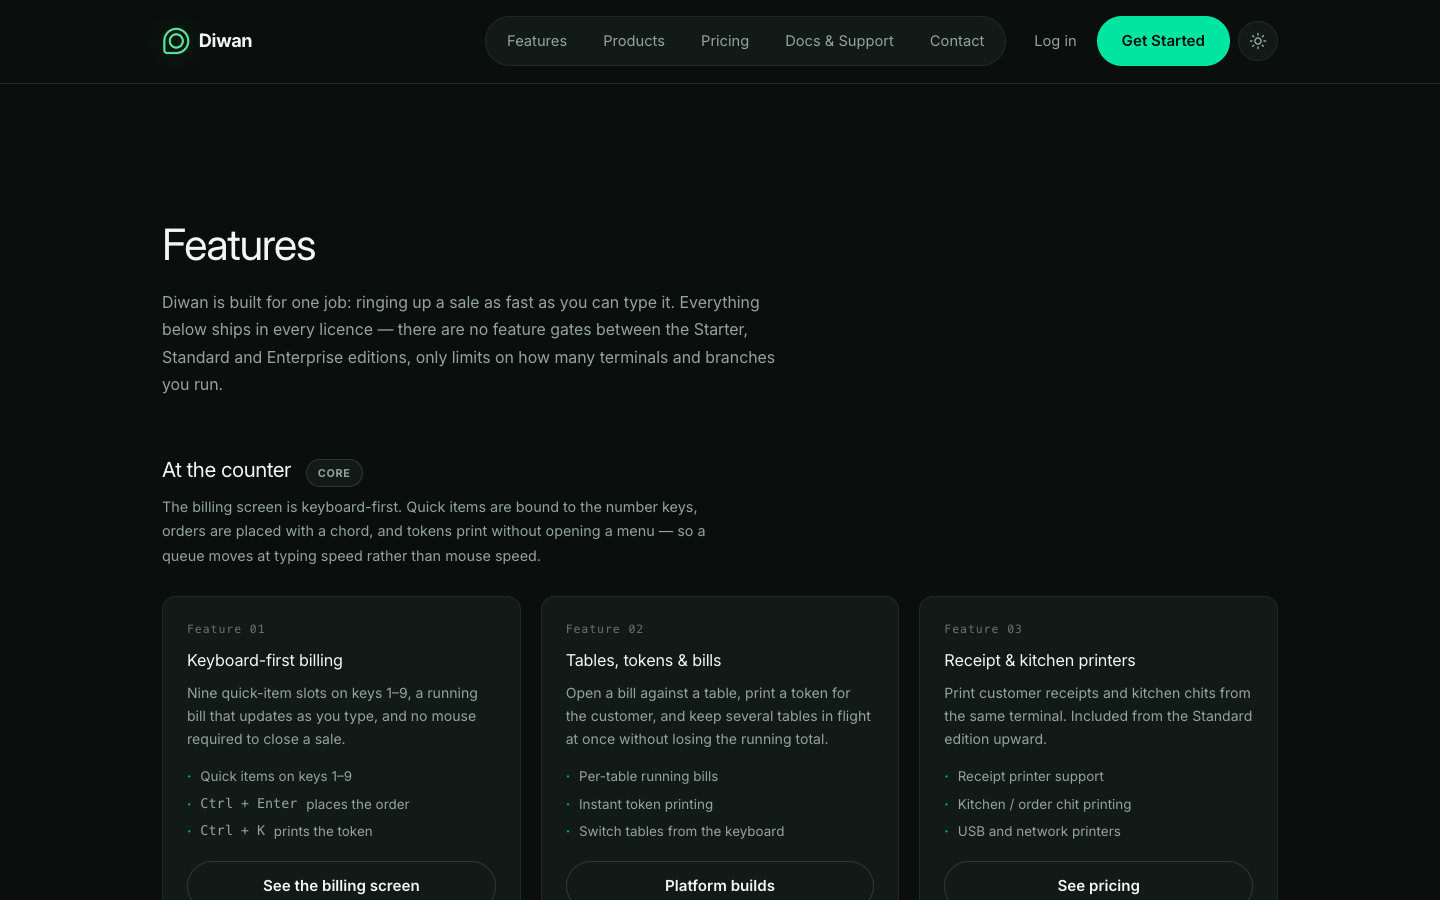 Diwan
Features
Products
Pricing
Docs & Support
Contact
Log in
Get Started
Features
Diwan is built for one job: ringing up a sale as fast as you can type it. Everything
below ships in every licence — there are no feature gates between the Starter,
Standard and Enterprise editions, only limits on how many terminals and branches
you run.
At the counter
CORE
The billing screen is keyboard-first. Quick items are bound to the number keys,
orders are placed with a chord, and tokens print without opening a menu — so a
queue moves at typing speed rather than mouse speed.
Feature 01
Keyboard-first billing
Nine quick-item slots on keys 1–9, a running
bill that updates as you type, and no mouse
required to close a sale.
· Quick items on keys 1–9
· Ctrl + Enter places the order
· Ctrl + K prints the token
See the billing screen
Feature 02
Tables, tokens & bills
Open a bill against a table, print a token for
the customer, and keep several tables in flight
at once without losing the running total.
· Per-table running bills
· Instant token printing
· Switch tables from the keyboard
Platform builds
Feature 03
Receipt & kitchen printers
Print customer receipts and kitchen chits from
the same terminal. Included from the Standard
edition upward.
· Receipt printer support
· Kitchen / order chit printing
· USB and network printers
See pricing